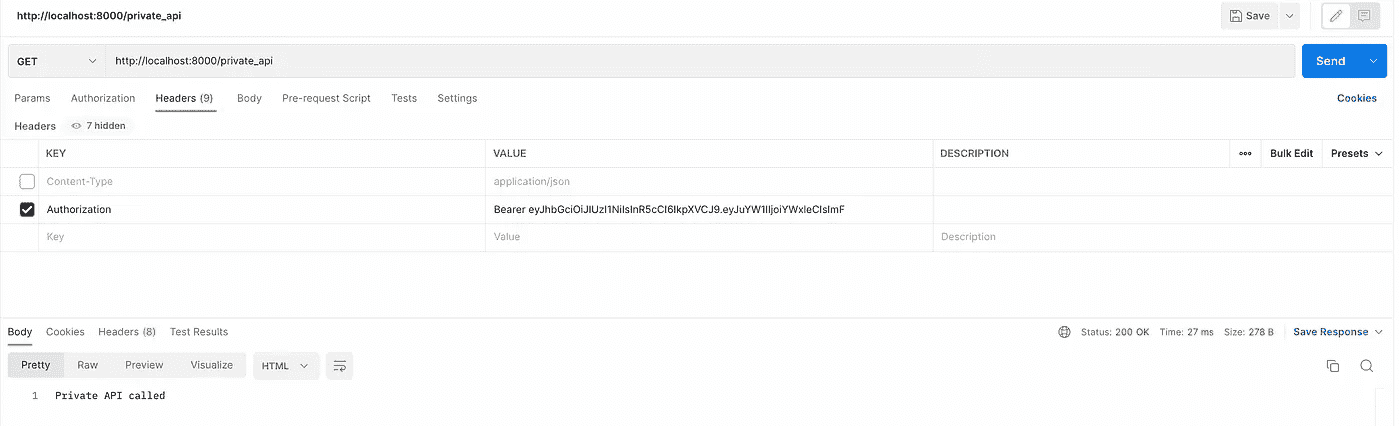 http://localhost:8000/private_api Save
GET http://localhost:8000/private_api Send
Params Authorization Headers (9) Body Pre-request Script Tests Settings Cookies
Headers 7 hidden
KEY VALUE DESCRIPTION ooo Bulk Edit Presets
Content-Type application/json
Authorization Bearer eyJhbGciOiJIUzI1NiIsInR5cCI6IkpXVCJ9.eyJuYW1lIjoiYWxleCIsImF
Key Value Description
Body Cookies Headers (8) Test Results Status: 200 OK Time: 27 ms Size: 278 B Save Response
Pretty Raw Preview Visualize HTML
1 Private API called